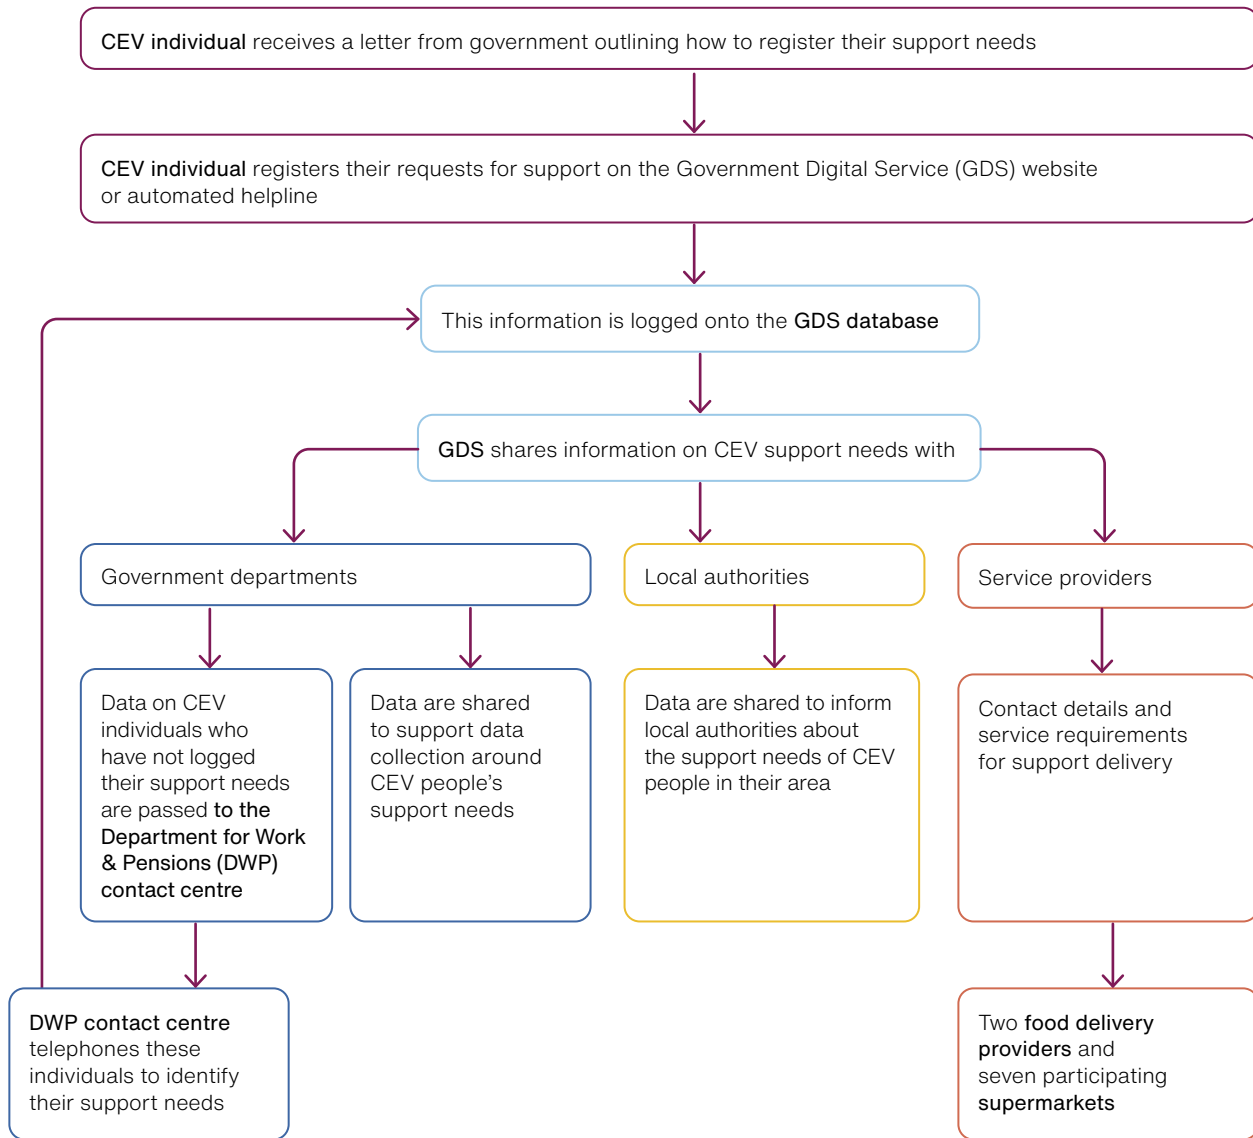 CEV individual receives a letter from government outlining how to register their support needs
CEV individual registers their requests for support on the Government Digital Service (GDS) website
or automated helpline
This information is logged onto the GDS database
GDS shares information on CEV support needs with
Government departments
Local authorities
Service providers
Data on CEV
individuals who
have not logged
their support needs
are passed to the
Department for Work
& Pensions (DWP)
contact centre
Data are shared
to support data
collection around
CEV people's
support needs
Data are shared to inform
local authorities about
the support needs of CEV
people in their area
Contact details and
service requirements
for support delivery
DWP contact centre
telephones these
individuals to identify
their support needs
Two food delivery
providers and
seven participating
supermarkets